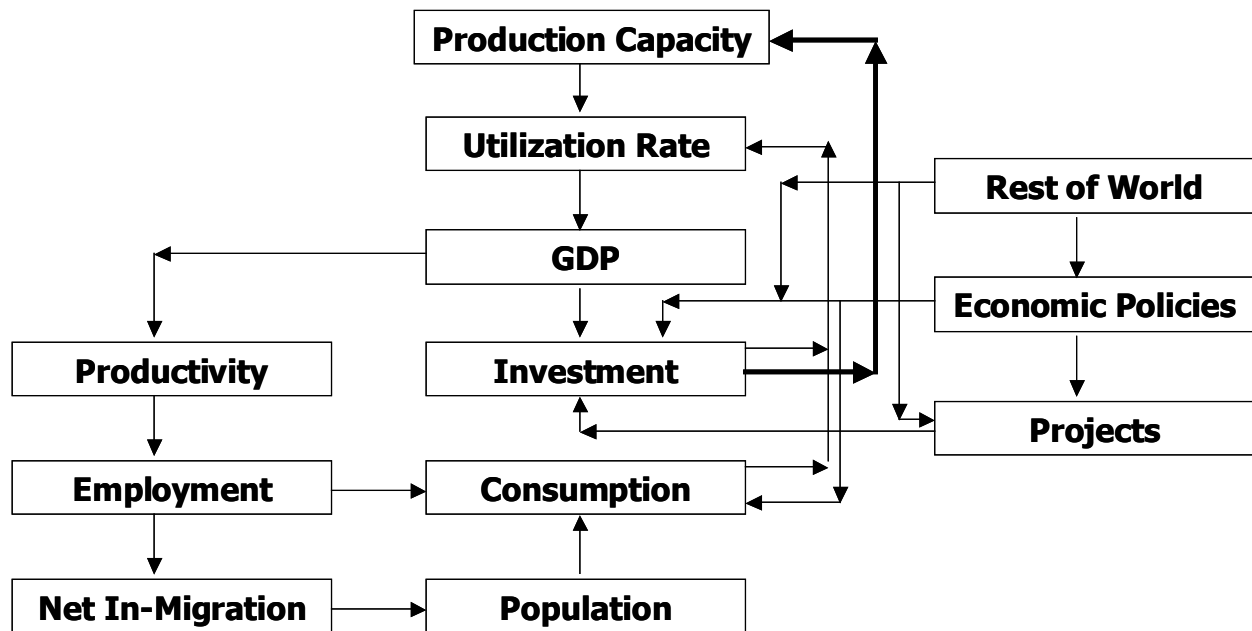 Production Capacity
Utilization Rate
Rest of World
GDP
Economic Policies
Productivity
Investment
Projects
Employment
Consumption
Net In-Migration
Population